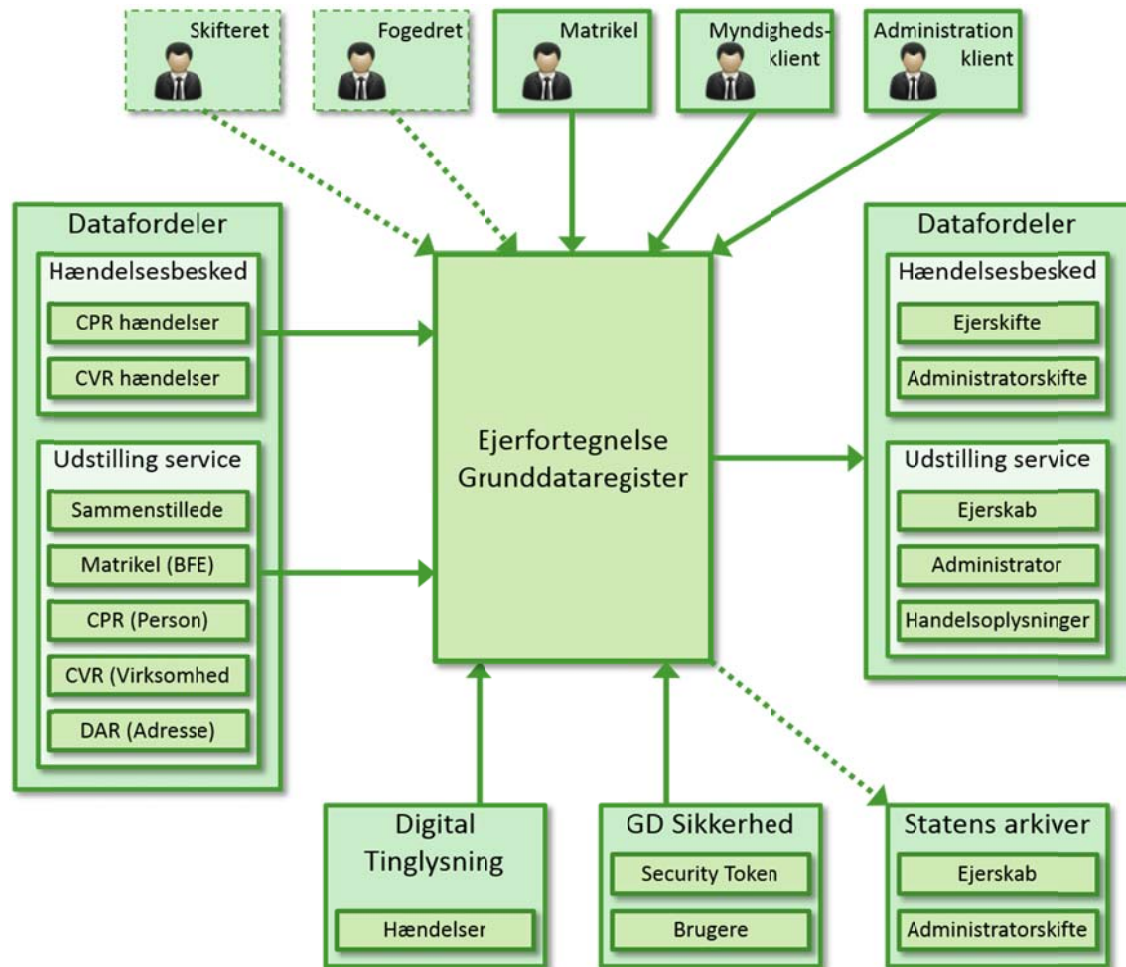 Skifteret
Fogedret
Matrikel
Myndigheds-
klient
Administration
klient
Datafordeler
Hændelsesbesked
CPR hændelser
CVR hændelser
Udstilling service
Sammenstillede
Matrikel (BFE)
CPR (Person)
CVR (Virksomhed
DAR (Adresse)
Ejerfortegnelse
Grunddataregister
Datafordeler
Hændelsesbesked
Ejerskifte
Administratorskifte
Udstilling service
Ejerskab
Administrator
Handelsoplysninger
Digital
Tinglysning
Hændelser
GD Sikkerhed
Security Token
Brugere
Statens arkiver
Ejerskab
Administratorskifte